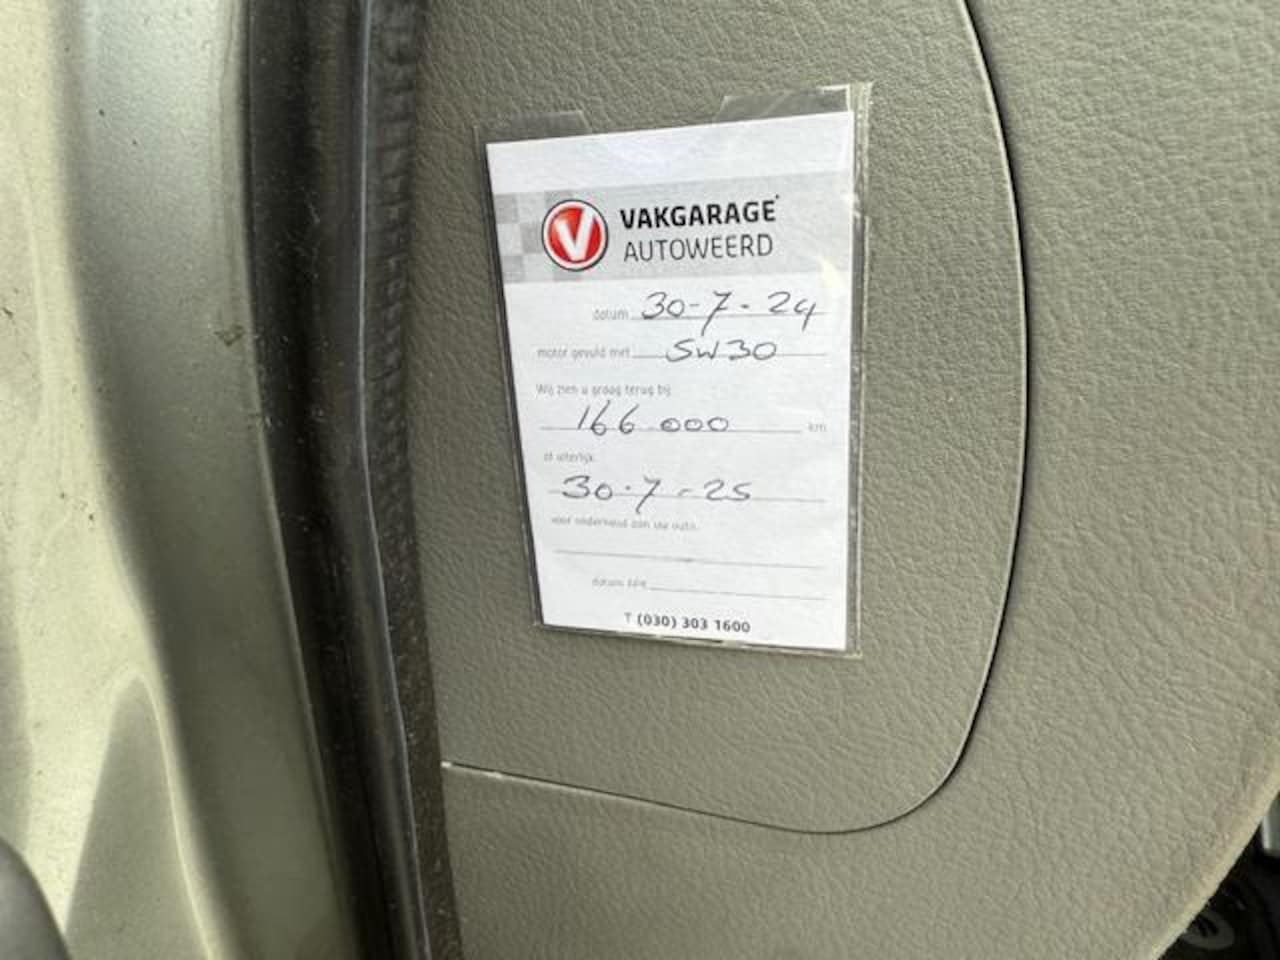 V VAKGARAGE
AUTOWEERD
datum 30-7-24
motor gevuld met 5W30
Wij zien u graag terug bij
166.000 km
of uiterlijk
30-7-25
voor onderhoud aan uw auto.
datum
T (030) 303 1600